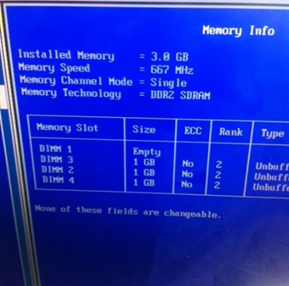 Memory Info
Installed Memory = 3.0 GB
Memory Speed = 667 MHz
Memory Channel Mode = Single
Memory Technology = DDR2 SDRAM
Memory Slot Size ECC Rank Type
DIMM 1 Empty
DIMM 3 1 GB No 2 Unbuff
DIMM 2 1 GB No 2 Unbuff
DIMM 4 1 GB No 2 Unbuffe
None of these fields are changeable.